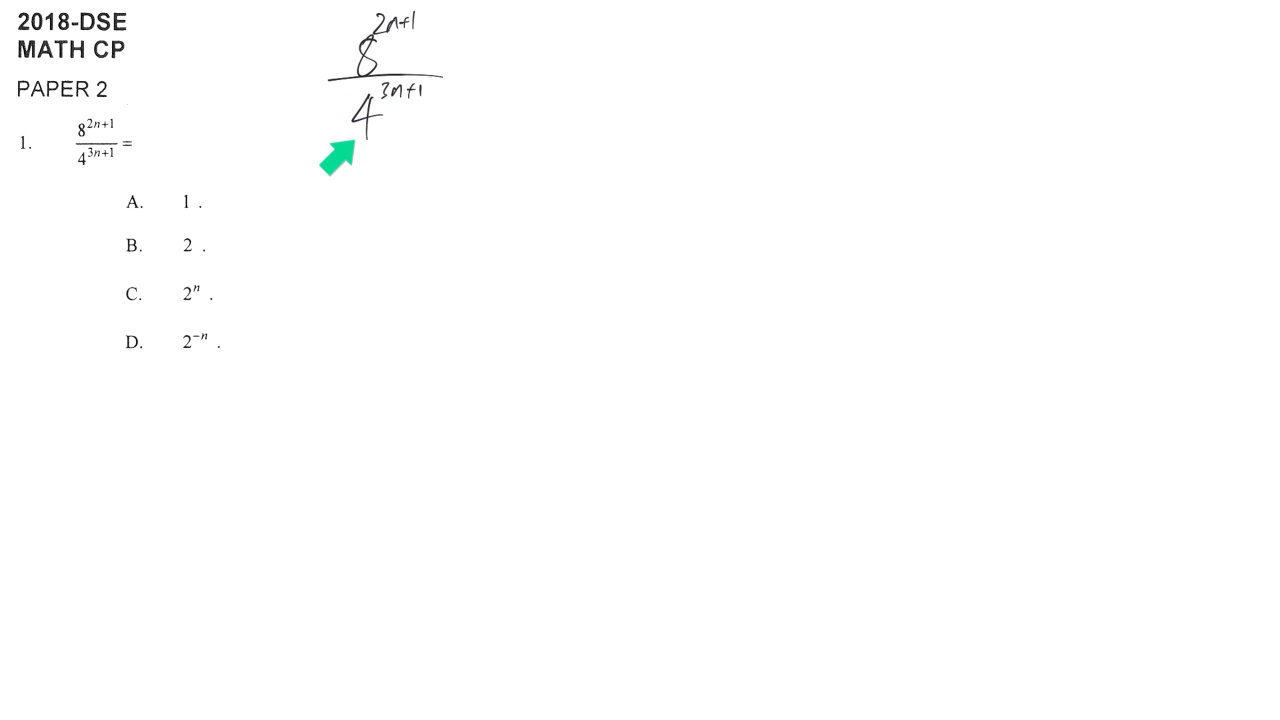 2018-DSE
MATH CP
PAPER 2
1. 8^{2n+1} / 4^{3n+1} =
A. 1 .
B. 2 .
C. 2^n .
D. 2^{-n} .
8^{2n+1}
4^{3n+1}